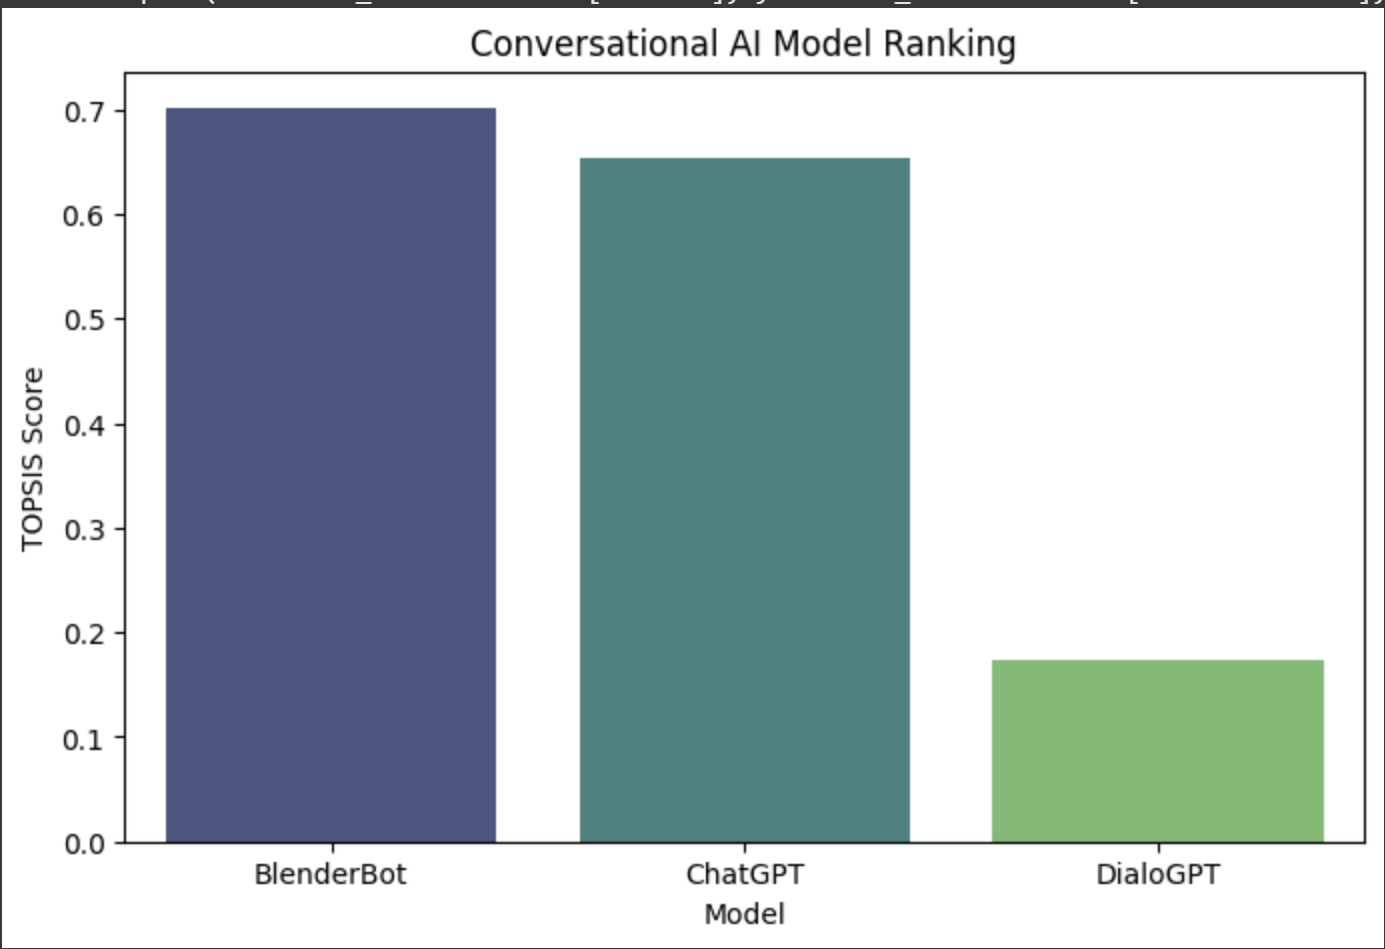 Conversational AI Model Ranking
0.7
0.6
0.5
0.4
0.3
0.2
0.1
0.0
TOPSIS Score
BlenderBot ChatGPT DialoGPT
Model